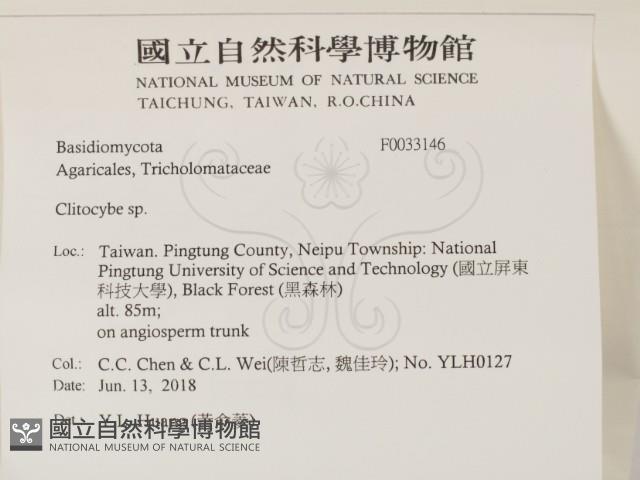 國立自然科學博物館
NATIONAL MUSEUM OF NATURAL SCIENCE
TAICHUNG, TAIWAN, R.O.CHINA
Basidiomycota F0033146
Agaricales, Tricholomataceae
Clitocybe sp.
Loc.: Taiwan. Pingtung County, Neipu Township: National
Pingtung University of Science and Technology (國立屏東
科技大學), Black Forest (黑森林)
alt. 85m;
on angiosperm trunk
Col.: C.C. Chen & C.L. Wei(陳哲志, 魏佳玲); No. YLH0127
Date: Jun. 13, 2018
國立自然科學博物館
NATIONAL MUSEUM OF NATURAL SCIENCE